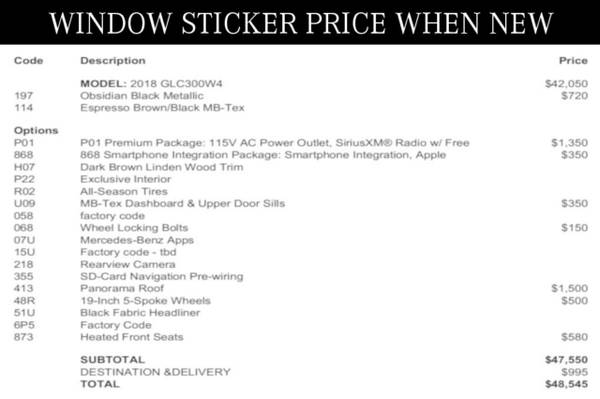 WINDOW STICKER PRICE WHEN NEW
Code Description Price
MODEL: 2018 GLC300W4 $42,050
197 Obsidian Black Metallic $720
114 Espresso Brown/Black MB-Tex
Options
P01 P01 Premium Package: 115V AC Power Outlet, SiriusXM® Radio w/ Free $1,350
868 868 Smartphone Integration Package: Smartphone Integration, Apple $350
H07 Dark Brown Linden Wood Trim
P22 Exclusive Interior
R02 All-Season Tires
U09 MB-Tex Dashboard & Upper Door Sills $350
058 factory code
068 Wheel Locking Bolts $150
07U Mercedes-Benz Apps
15U Factory code - tbd
218 Rearview Camera
355 SD-Card Navigation Pre-wiring
413 Panorama Roof $1,500
48R 19-Inch 5-Spoke Wheels $500
51U Black Fabric Headliner
6P5 Factory Code
873 Heated Front Seats $580
SUBTOTAL $47,550
DESTINATION &DELIVERY $995
TOTAL $48,545